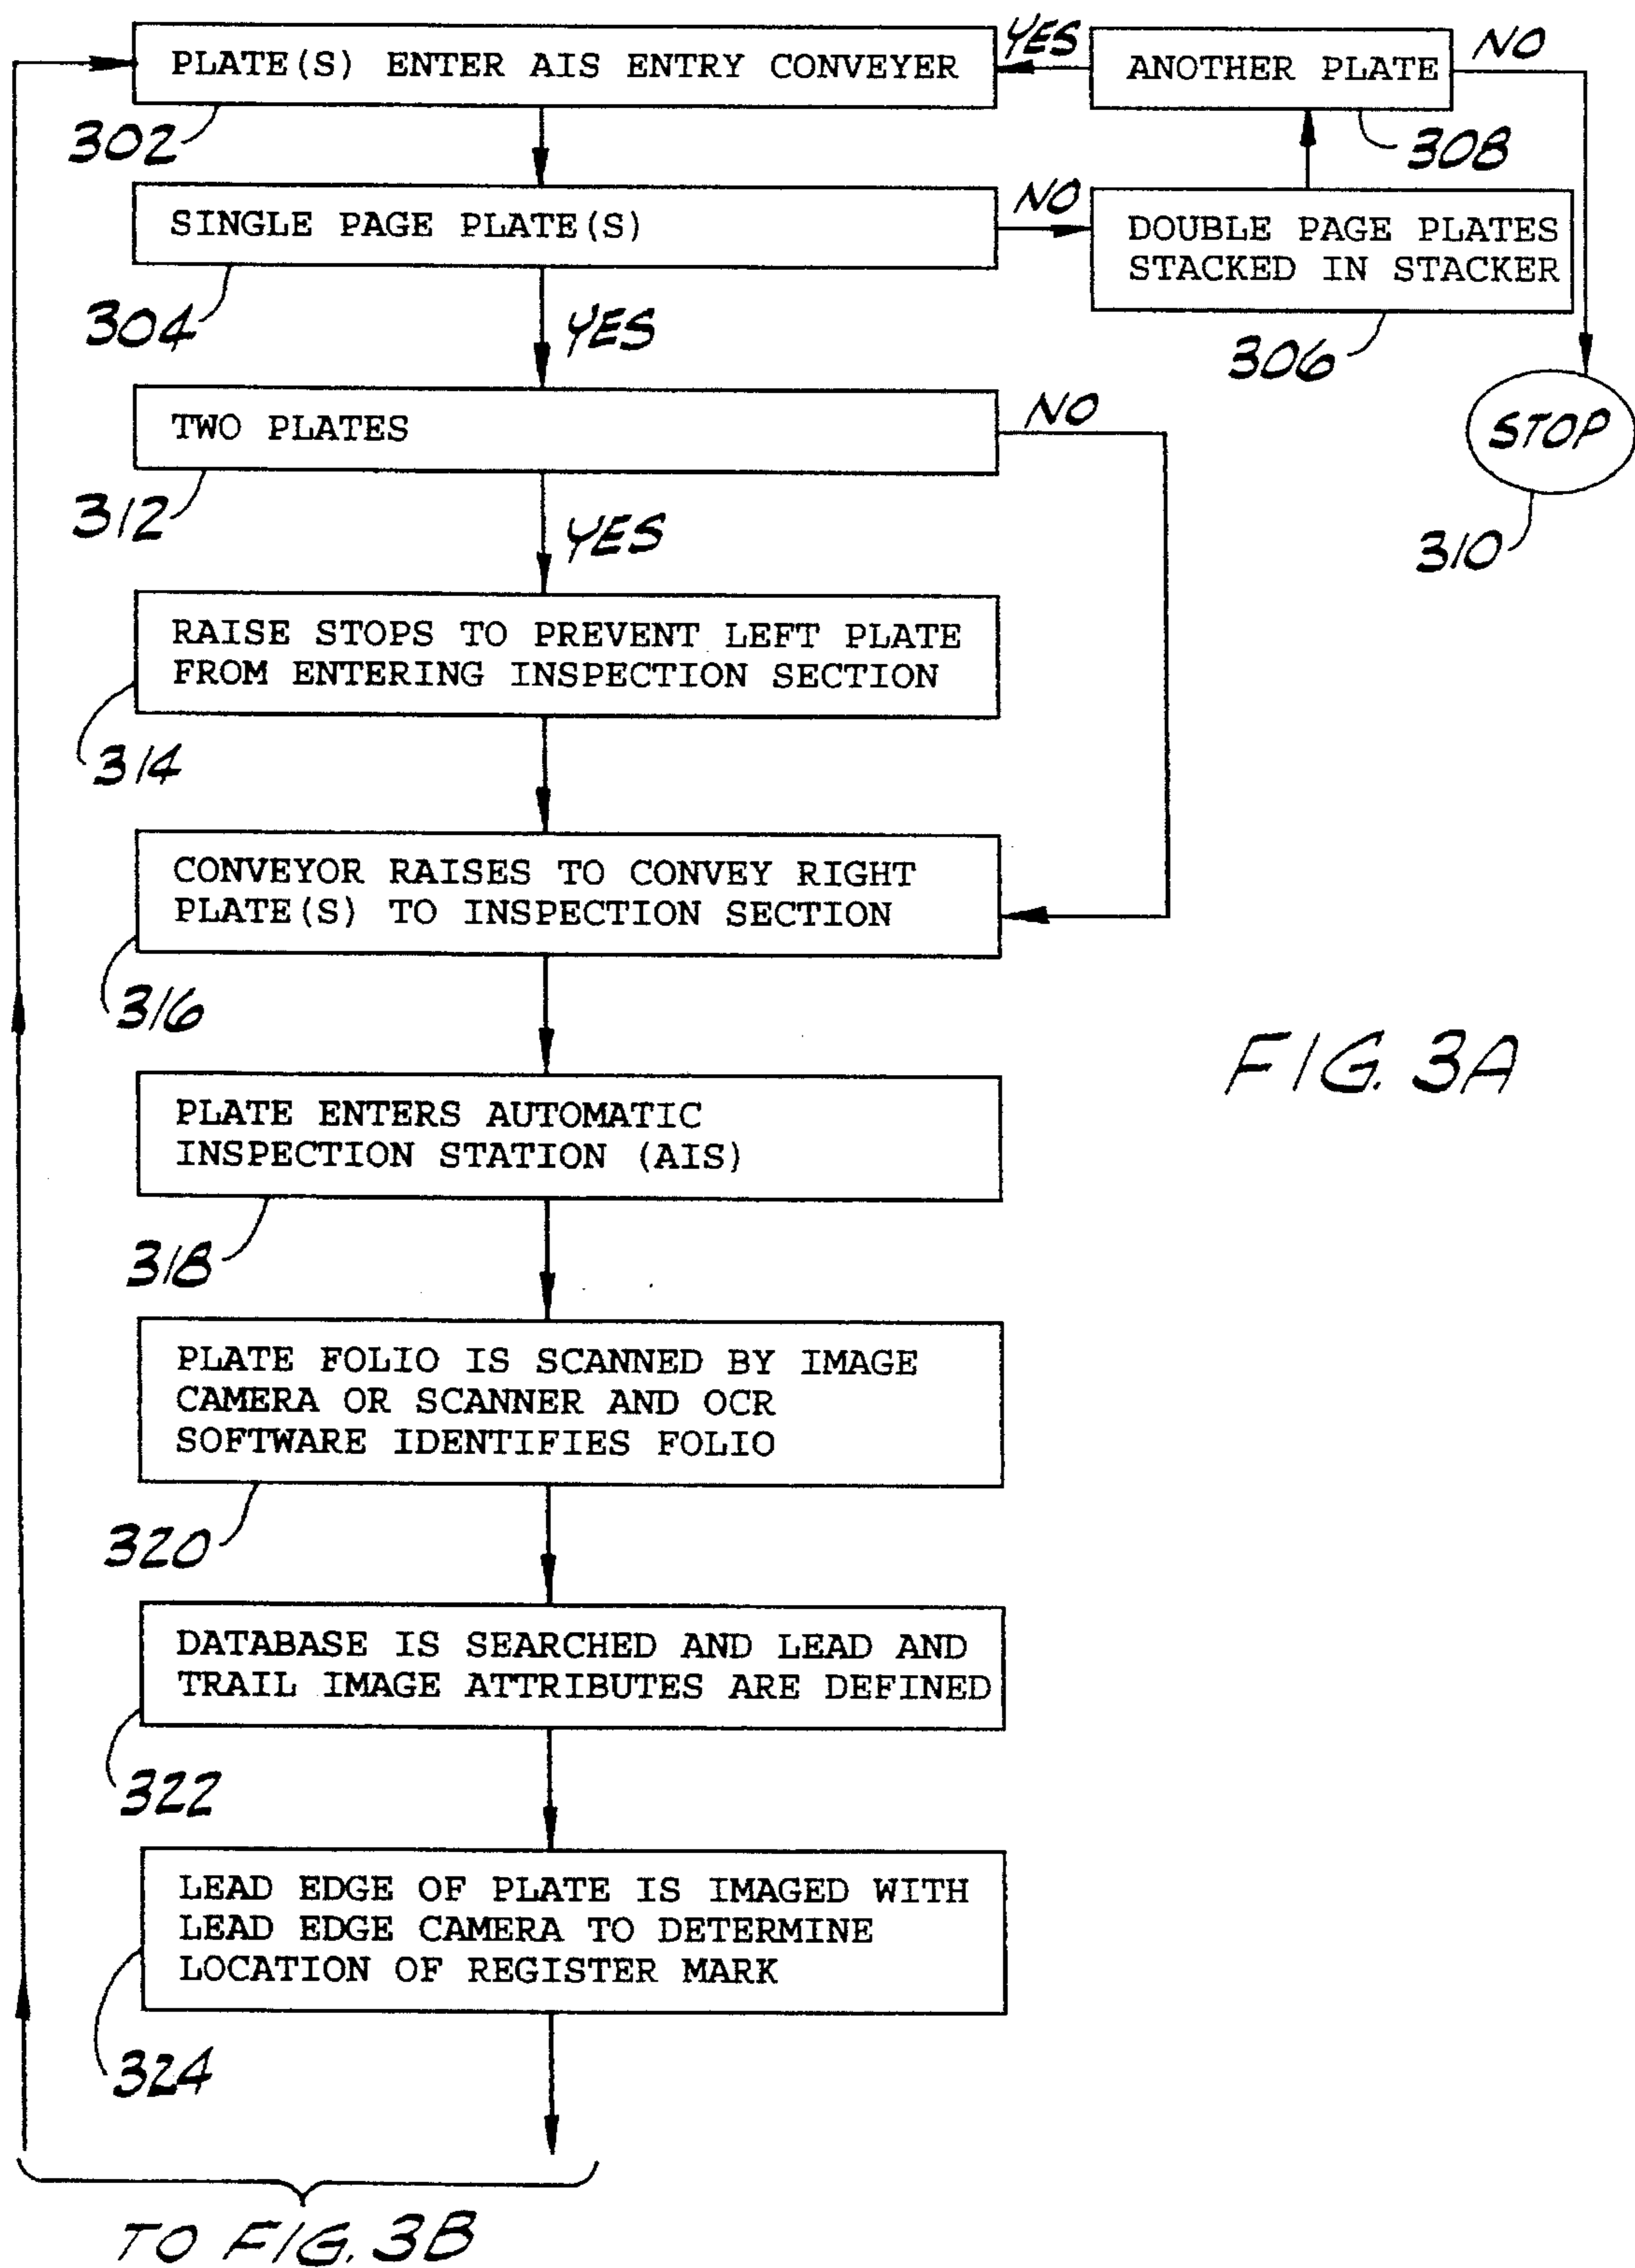 PLATE(S) ENTER AIS ENTRY CONVEYER
YES
ANOTHER PLATE
NO
302
308
SINGLE PAGE PLATE(S)
NO
DOUBLE PAGE PLATES
STACKED IN STACKER
304
YES
306
TWO PLATES
NO
STOP
312
YES
310
RAISE STOPS TO PREVENT LEFT PLATE
FROM ENTERING INSPECTION SECTION
314
CONVEYOR RAISES TO CONVEY RIGHT
PLATE(S) TO INSPECTION SECTION
316
FIG. 3A
PLATE ENTERS AUTOMATIC
INSPECTION STATION (AIS)
318
PLATE FOLIO IS SCANNED BY IMAGE
CAMERA OR SCANNER AND OCR
SOFTWARE IDENTIFIES FOLIO
320
DATABASE IS SEARCHED AND LEAD AND
TRAIL IMAGE ATTRIBUTES ARE DEFINED
322
LEAD EDGE OF PLATE IS IMAGED WITH
LEAD EDGE CAMERA TO DETERMINE
LOCATION OF REGISTER MARK
324
TO FIG. 3B